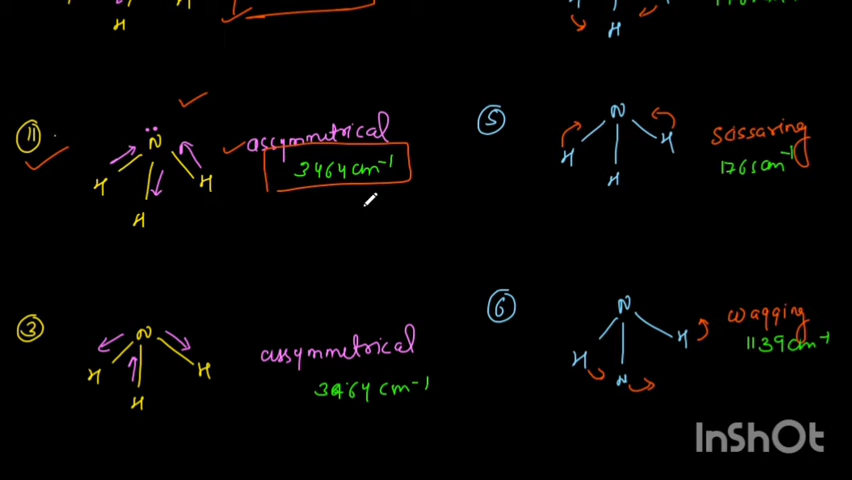 H
H
11
N
assymmetrical
3464 cm⁻¹
H
H
H
3
N
assymmetrical
3464 cm⁻¹
H
H
H
5
N
H
H
H
Scissaring
1765 cm⁻¹
6
N
H
H
N
wagging
1139 cm⁻¹
InShOt